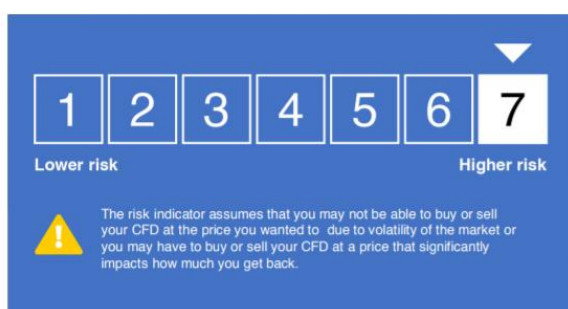 1 2 3 4 5 6 7
Lower risk Higher risk
The risk indicator assumes that you may not be able to buy or sell
your CFD at the price you wanted to due to volatility of the market or
you may have to buy or sell your CFD at a price that significantly
impacts how much you get back.